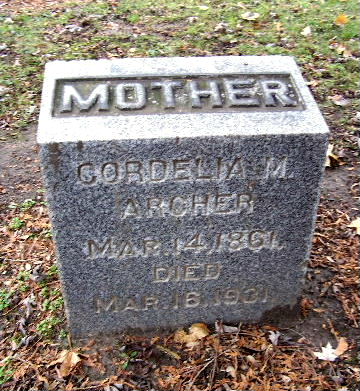 MOTHER
CORDELIA M.
ARCHER
MAR. 14, 1861.
DIED
MAR. 16, 1931.